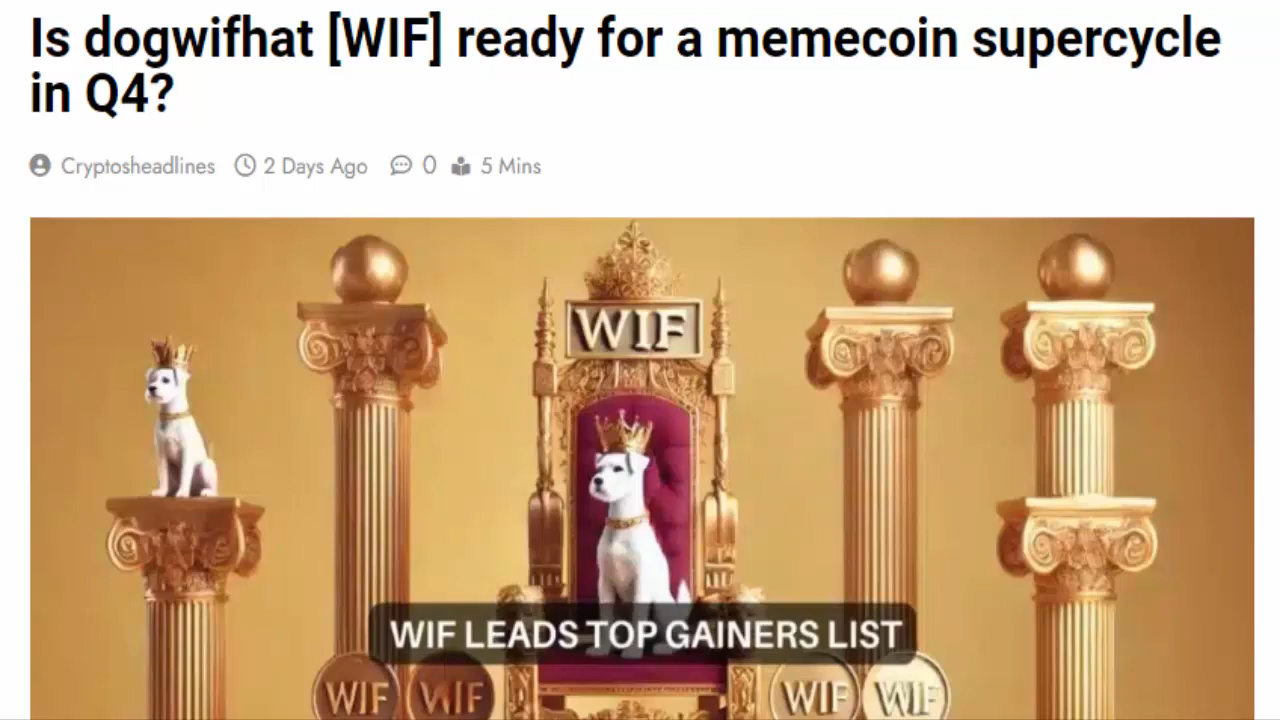 Is dogwifhat [WIF] ready for a memecoin supercycle
in Q4?
Cryptosheadlines 2 Days Ago 0 5 Mins
WIF
WIF LEADS TOP GAINERS LIST
WIF WIF WIF WIF